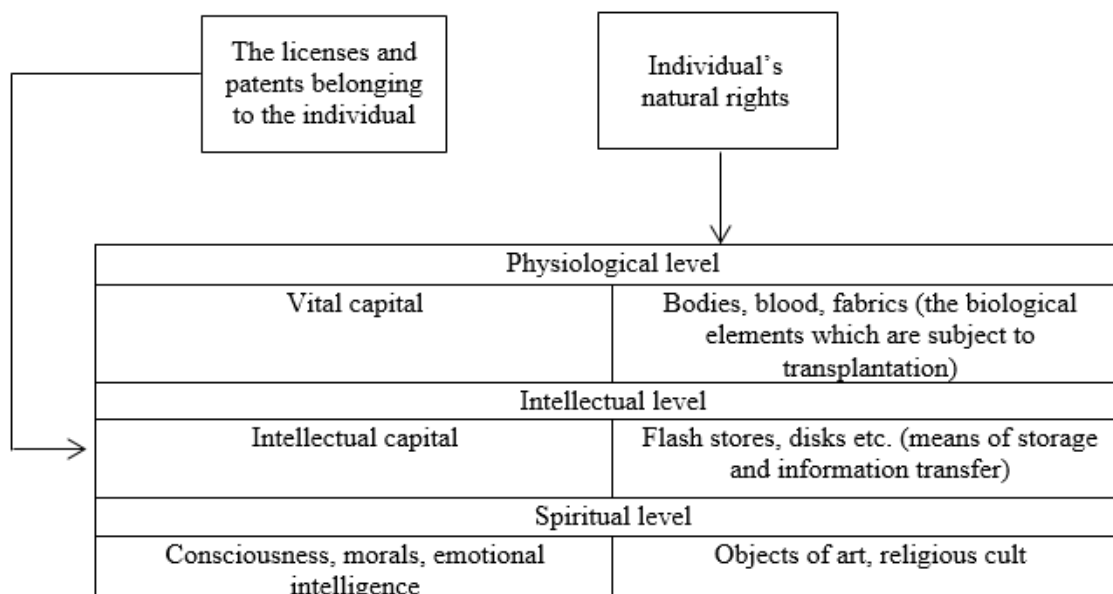 The licenses and
patents belonging
to the individual
Individual’s
natural rights
Physiological level
Vital capital
Bodies, blood, fabrics (the biological
elements which are subject to
transplantation)
Intellectual level
Intellectual capital
Flash stores, disks etc. (means of storage
and information transfer)
Spiritual level
Consciousness, morals, emotional
intelligence
Objects of art, religious cult